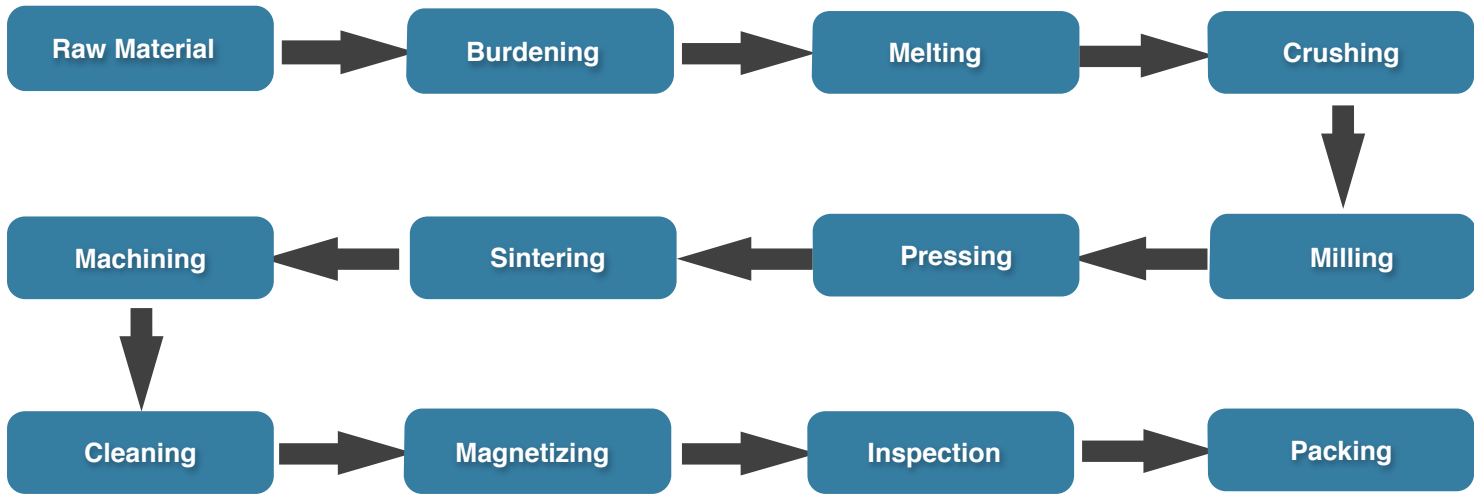 Raw Material
Burdening
Melting
Crushing
Milling
Pressing
Sintering
Machining
Cleaning
Magnetizing
Inspection
Packing